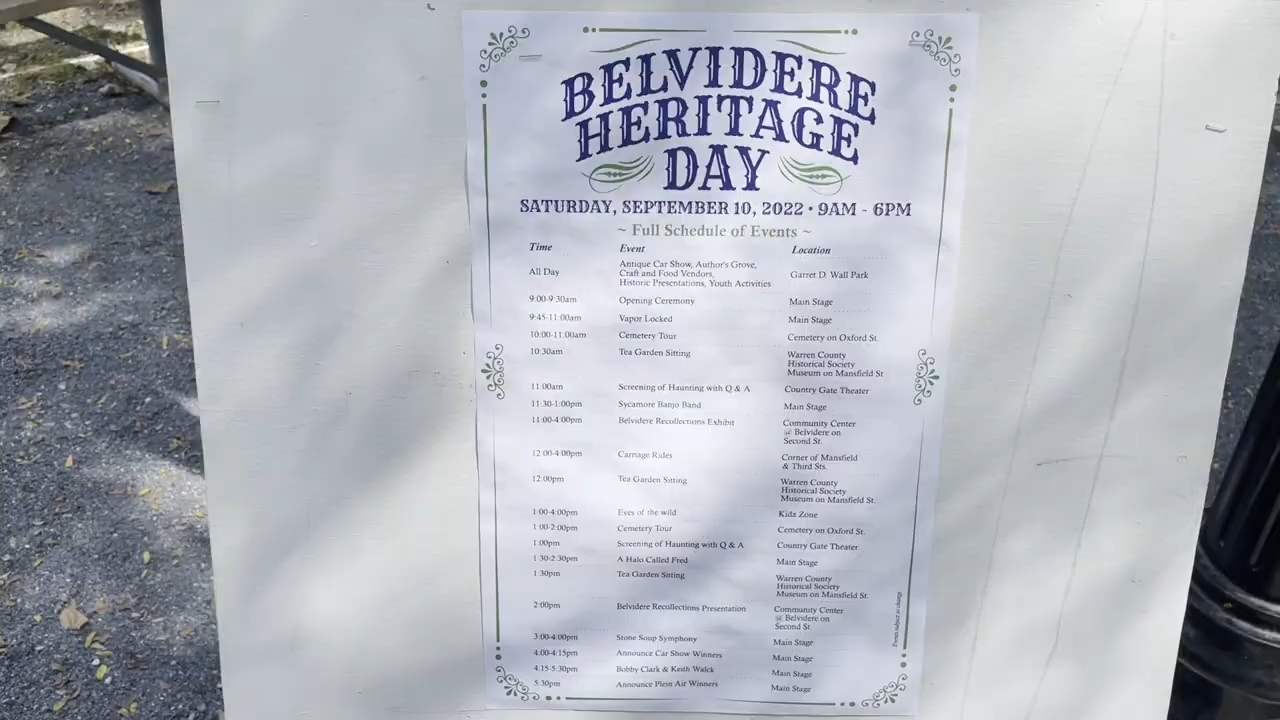 BELVIDERE
HERITAGE
DAY
SATURDAY, SEPTEMBER 10, 2022 • 9AM - 6PM
~ Full Schedule of Events ~
Time Event Location
All Day Antique Car Show, Author's Grove, Craft and Food Vendors, Historic Presentations, Youth Activities Garret D. Wall Park
9:00-9:30am Opening Ceremony Main Stage
9:45-11:00am Vapor Locked Main Stage
10:00-11:00am Cemetery Tour Cemetery on Oxford St.
10:30am Tea Garden Sitting Warren County
Historical Society
Museum on Mansfield St
11:00am Screening of Haunting with Q & A Country Gate Theater
11:30-1:00pm Sycamore Banjo Band Main Stage
11:00-4:00pm Belvidere Recollections Exhibit Community Center
@ Belvidere on
Second St.
12:00-4:00pm Carriage Rides Corner of Mansfield
& Third Sts.
12:00pm Tea Garden Sitting Warren County
Historical Society
Museum on Mansfield St.
1:00-4:00pm Eyes of the wild Kidz Zone
1:00-2:00pm Cemetery Tour Cemetery on Oxford St.
1:00pm Screening of Haunting with Q & A Country Gate Theater
1:30-2:30pm A Halo Called Fred Main Stage
1:30pm Tea Garden Sitting Warren County
Historical Society
Museum on Mansfield St.
2:00pm Belvidere Recollections Presentation Community Center
@ Belvidere on
Second St.
3:00-4:00pm Stone Soup Symphony Main Stage
4:00-4:15pm Announce Car Show Winners Main Stage
4:15-5:30pm Bobby Clark & Keith Walck Main Stage
5:30pm Announce Plein Air Winners Main Stage
Events subject to change